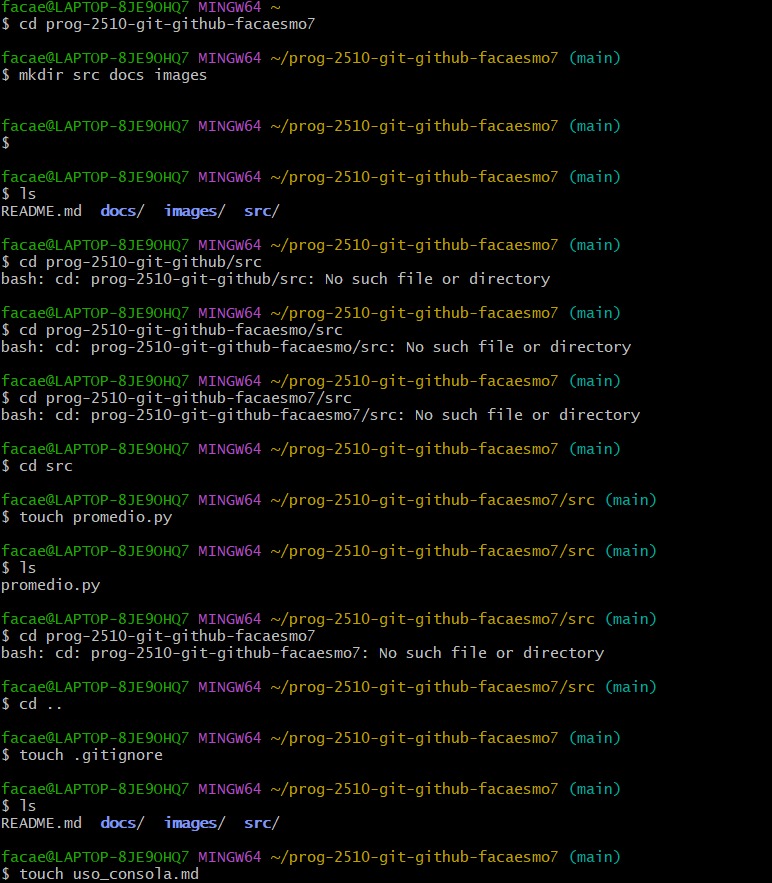 facae@LAPTOP-8JE9OHQ7 MINGW64 ~
$ cd prog-2510-git-github-facaesmo7
facae@LAPTOP-8JE9OHQ7 MINGW64 ~/prog-2510-git-github-facaesmo7 (main)
$ mkdir src docs images
facae@LAPTOP-8JE9OHQ7 MINGW64 ~/prog-2510-git-github-facaesmo7 (main)
$
facae@LAPTOP-8JE9OHQ7 MINGW64 ~/prog-2510-git-github-facaesmo7 (main)
$ ls
README.md  docs/  images/  src/
facae@LAPTOP-8JE9OHQ7 MINGW64 ~/prog-2510-git-github-facaesmo7 (main)
$ cd prog-2510-git-github/src
bash: cd: prog-2510-git-github/src: No such file or directory
facae@LAPTOP-8JE9OHQ7 MINGW64 ~/prog-2510-git-github-facaesmo7 (main)
$ cd prog-2510-git-github-facaesmo/src
bash: cd: prog-2510-git-github-facaesmo/src: No such file or directory
facae@LAPTOP-8JE9OHQ7 MINGW64 ~/prog-2510-git-github-facaesmo7 (main)
$ cd prog-2510-git-github-facaesmo7/src
bash: cd: prog-2510-git-github-facaesmo7/src: No such file or directory
facae@LAPTOP-8JE9OHQ7 MINGW64 ~/prog-2510-git-github-facaesmo7 (main)
$ cd src
facae@LAPTOP-8JE9OHQ7 MINGW64 ~/prog-2510-git-github-facaesmo7/src (main)
$ touch promedio.py
facae@LAPTOP-8JE9OHQ7 MINGW64 ~/prog-2510-git-github-facaesmo7/src (main)
$ ls
promedio.py
facae@LAPTOP-8JE9OHQ7 MINGW64 ~/prog-2510-git-github-facaesmo7/src (main)
$ cd prog-2510-git-github-facaesmo7
bash: cd: prog-2510-git-github-facaesmo7: No such file or directory
facae@LAPTOP-8JE9OHQ7 MINGW64 ~/prog-2510-git-github-facaesmo7/src (main)
$ cd ..
facae@LAPTOP-8JE9OHQ7 MINGW64 ~/prog-2510-git-github-facaesmo7 (main)
$ touch .gitignore
facae@LAPTOP-8JE9OHQ7 MINGW64 ~/prog-2510-git-github-facaesmo7 (main)
$ ls
README.md  docs/  images/  src/
facae@LAPTOP-8JE9OHQ7 MINGW64 ~/prog-2510-git-github-facaesmo7 (main)
$ touch uso_consola.md